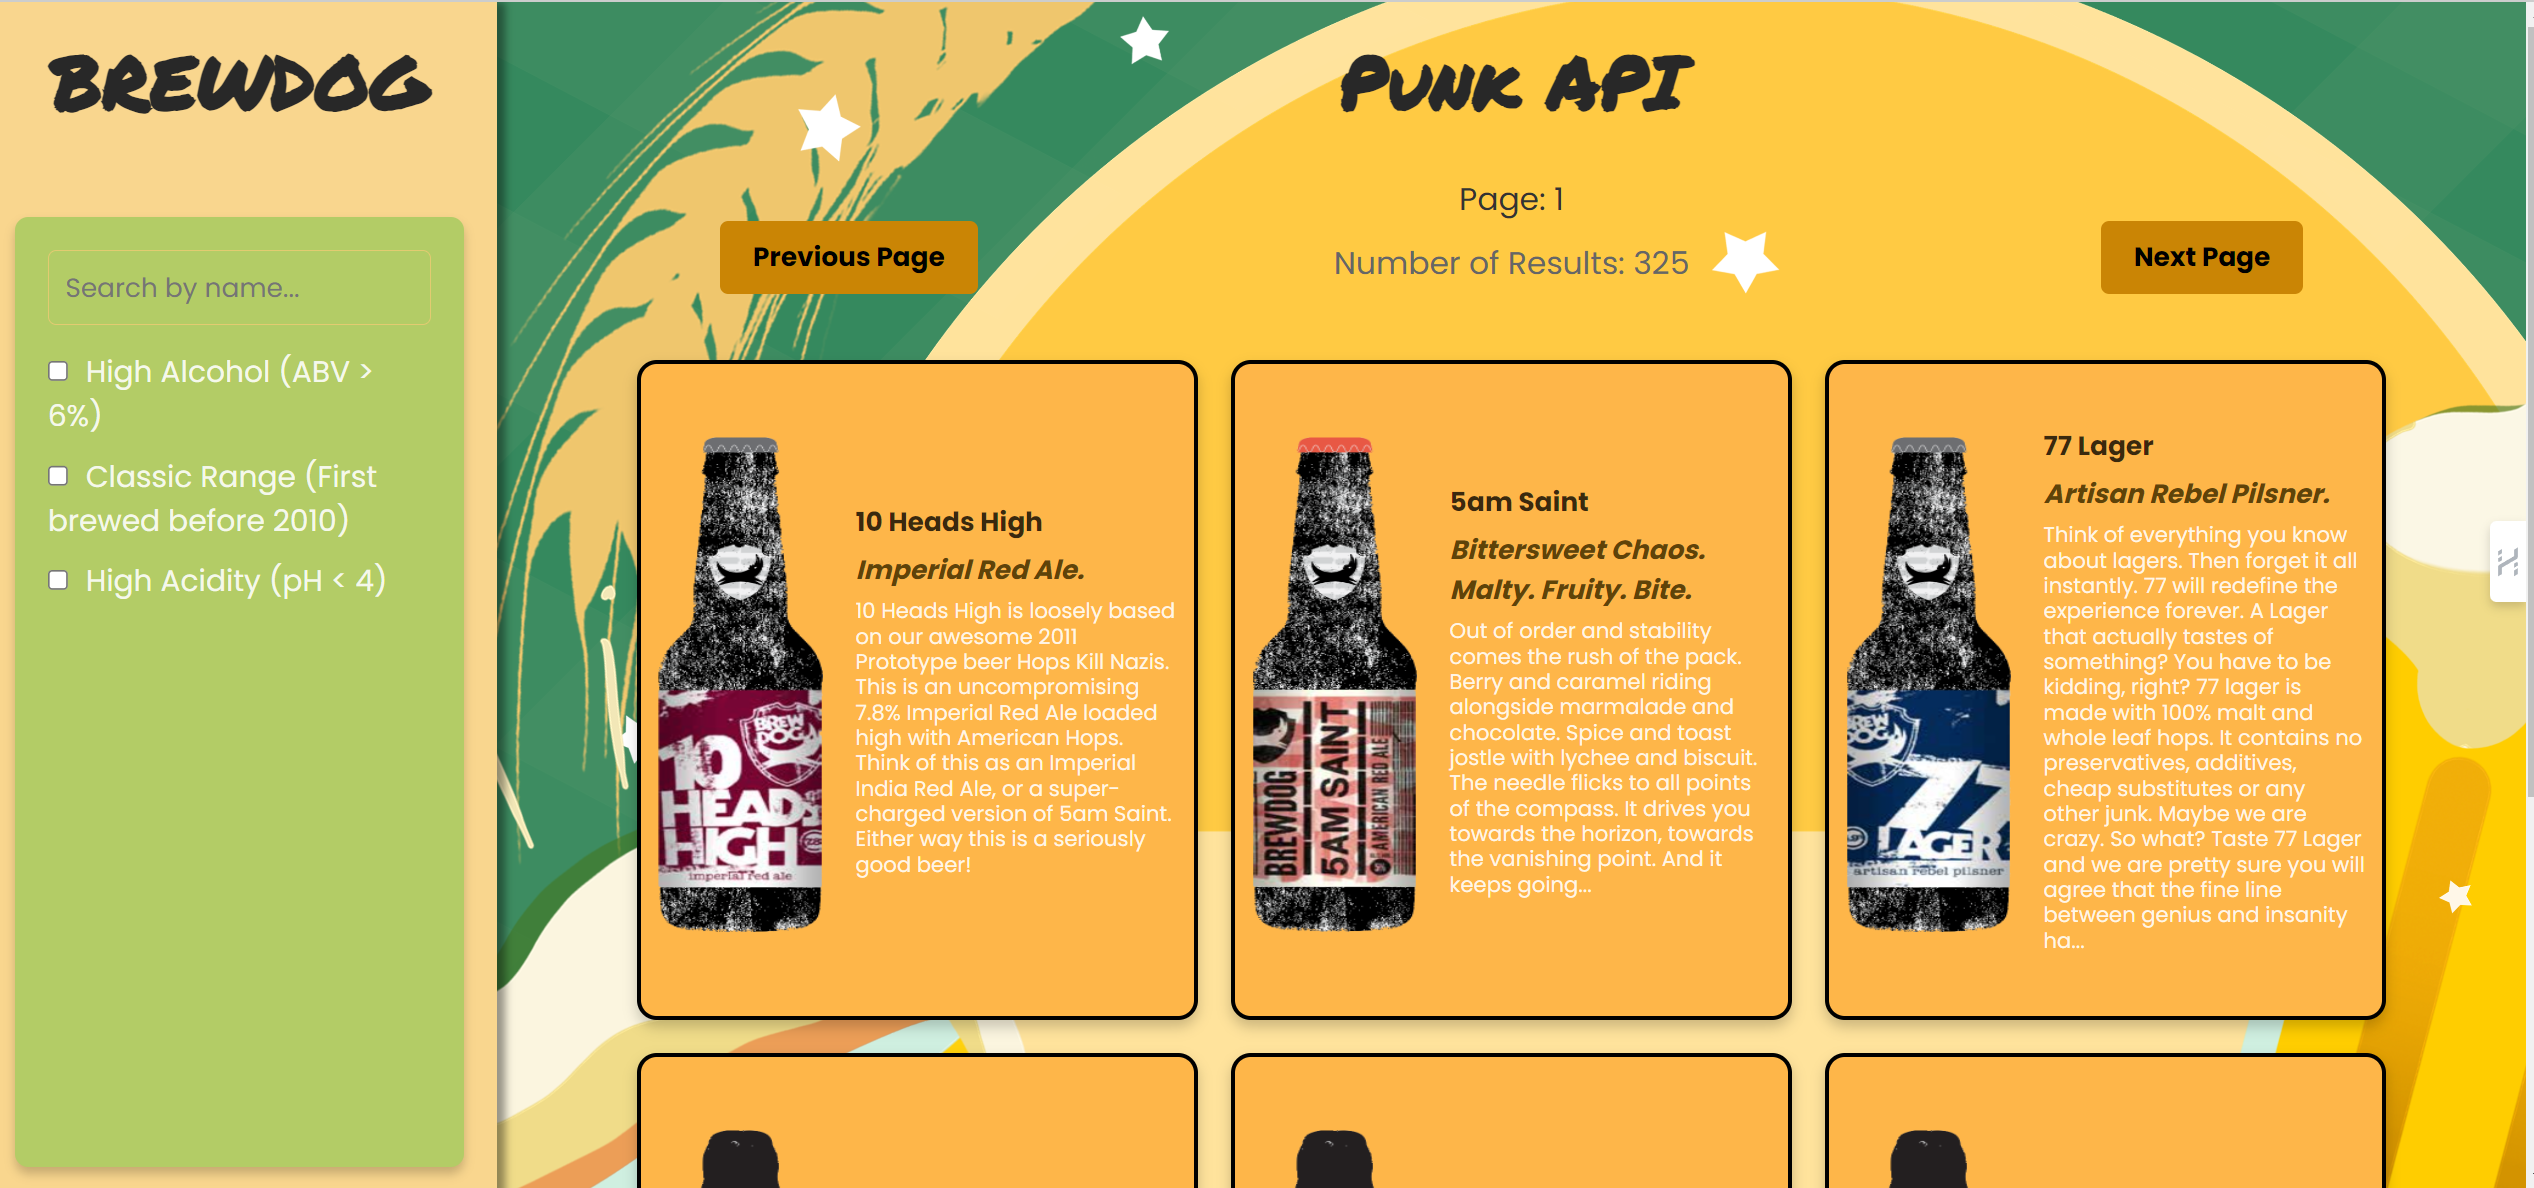 BREWDOG
Search by name...
High Alcohol (ABV >
6%)
Classic Range (First
brewed before 2010)
High Acidity (pH < 4)
Punk API
Page: 1
Previous Page
Number of Results: 325
Next Page
BREW
DOG
10
HEADS
HIGH
7.8%
imperial red ale
10 Heads High
Imperial Red Ale.
10 Heads High is loosely based
on our awesome 2011
Prototype beer Hops Kill Nazis.
This is an uncompromising
7.8% Imperial Red Ale loaded
high with American Hops.
Think of this as an Imperial
India Red Ale, or a super-
charged version of 5am Saint.
Either way this is a seriously
good beer!
BREWDOG
5AM SAINT
AMERICAN RED ALE
5am Saint
Bittersweet Chaos.
Malty. Fruity. Bite.
Out of order and stability
comes the rush of the pack.
Berry and caramel riding
alongside marmalade and
chocolate. Spice and toast
jostle with lychee and biscuit.
The needle flicks to all points
of the compass. It drives you
towards the horizon, towards
the vanishing point. And it
keeps going...
BREW
DOG
77
LAGER
artisan rebel pilsner
77 Lager
Artisan Rebel Pilsner.
Think of everything you know
about lagers. Then forget it all
instantly. 77 will redefine the
experience forever. A Lager
that actually tastes of
something? You have to be
kidding, right? 77 lager is
made with 100% malt and
whole leaf hops. It contains no
preservatives, additives,
cheap substitutes or any
other junk. Maybe we are
crazy. So what? Taste 77 Lager
and we are pretty sure you will
agree that the fine line
between genius and insanity
ha...